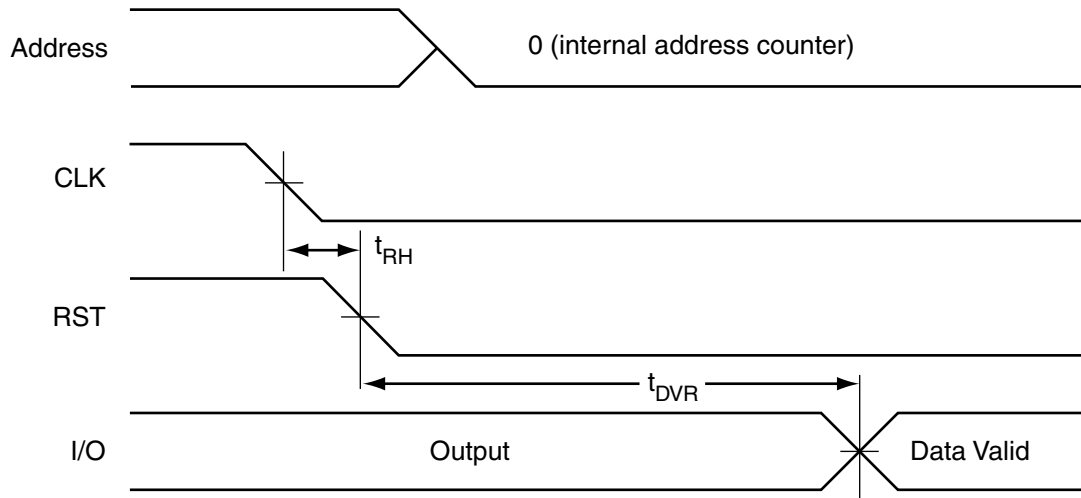 Address
0 (internal address counter)
CLK
tRH
RST
tDVR
I/O
Output
Data Valid